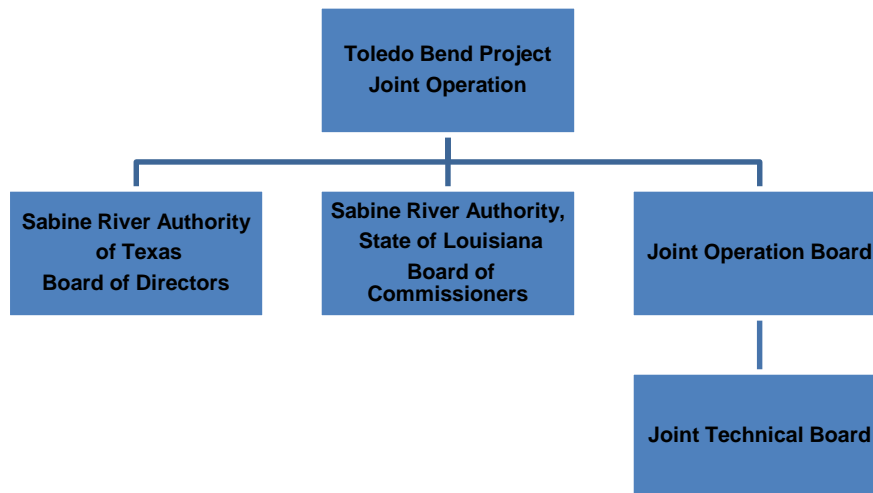 Toledo Bend Project
Joint Operation
Sabine River Authority
of Texas
Board of Directors
Sabine River Authority,
State of Louisiana
Board of
Commissioners
Joint Operation Board
Joint Technical Board